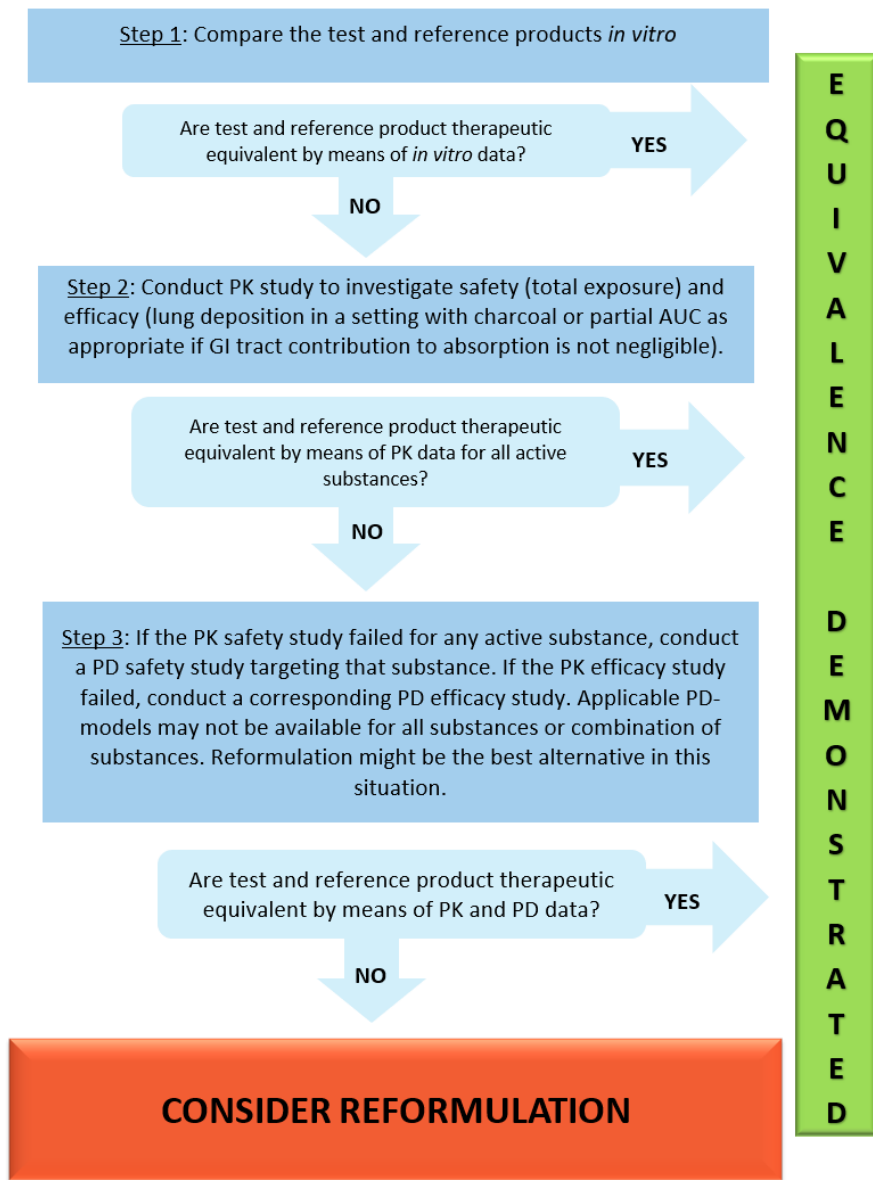 Step 1: Compare the test and reference products in vitro
Are test and reference product therapeutic
equivalent by means of in vitro data?
YES
NO
Step 2: Conduct PK study to investigate safety (total exposure) and
efficacy (lung deposition in a setting with charcoal or partial AUC as
appropriate if GI tract contribution to absorption is not negligible).
Are test and reference product therapeutic
equivalent by means of PK data for all active
substances?
YES
NO
Step 3: If the PK safety study failed for any active substance, conduct
a PD safety study targeting that substance. If the PK efficacy study
failed, conduct a corresponding PD efficacy study. Applicable PD-
models may not be available for all substances or combination of
substances. Reformulation might be the best alternative in this
situation.
Are test and reference product therapeutic
equivalent by means of PK and PD data?
YES
NO
CONSIDER REFORMULATION
EQUIVALENCE DEMONSTRATED